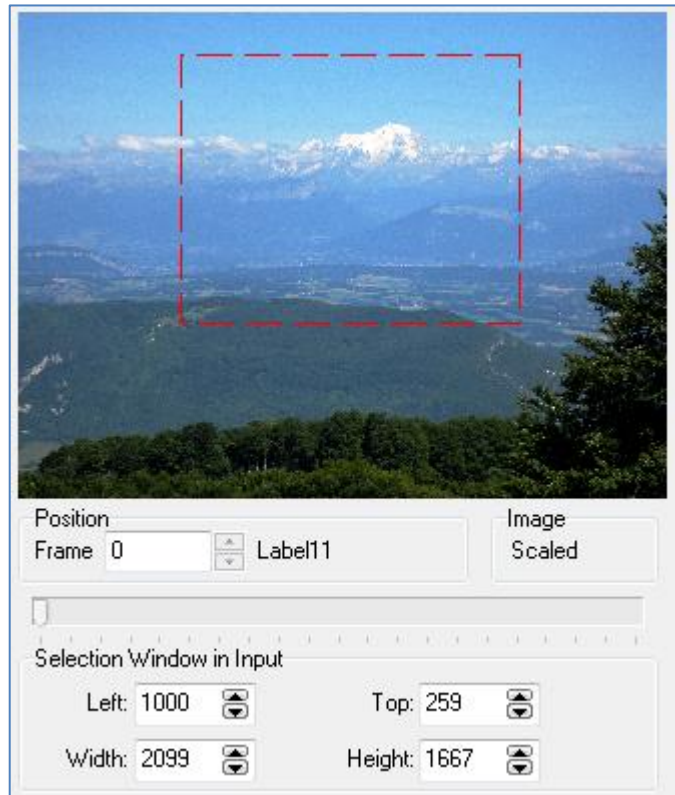 Position
Frame 0 Label11
Image
Scaled
Selection Window in Input
Left: 1000 Top: 259
Width: 2099 Height: 1667